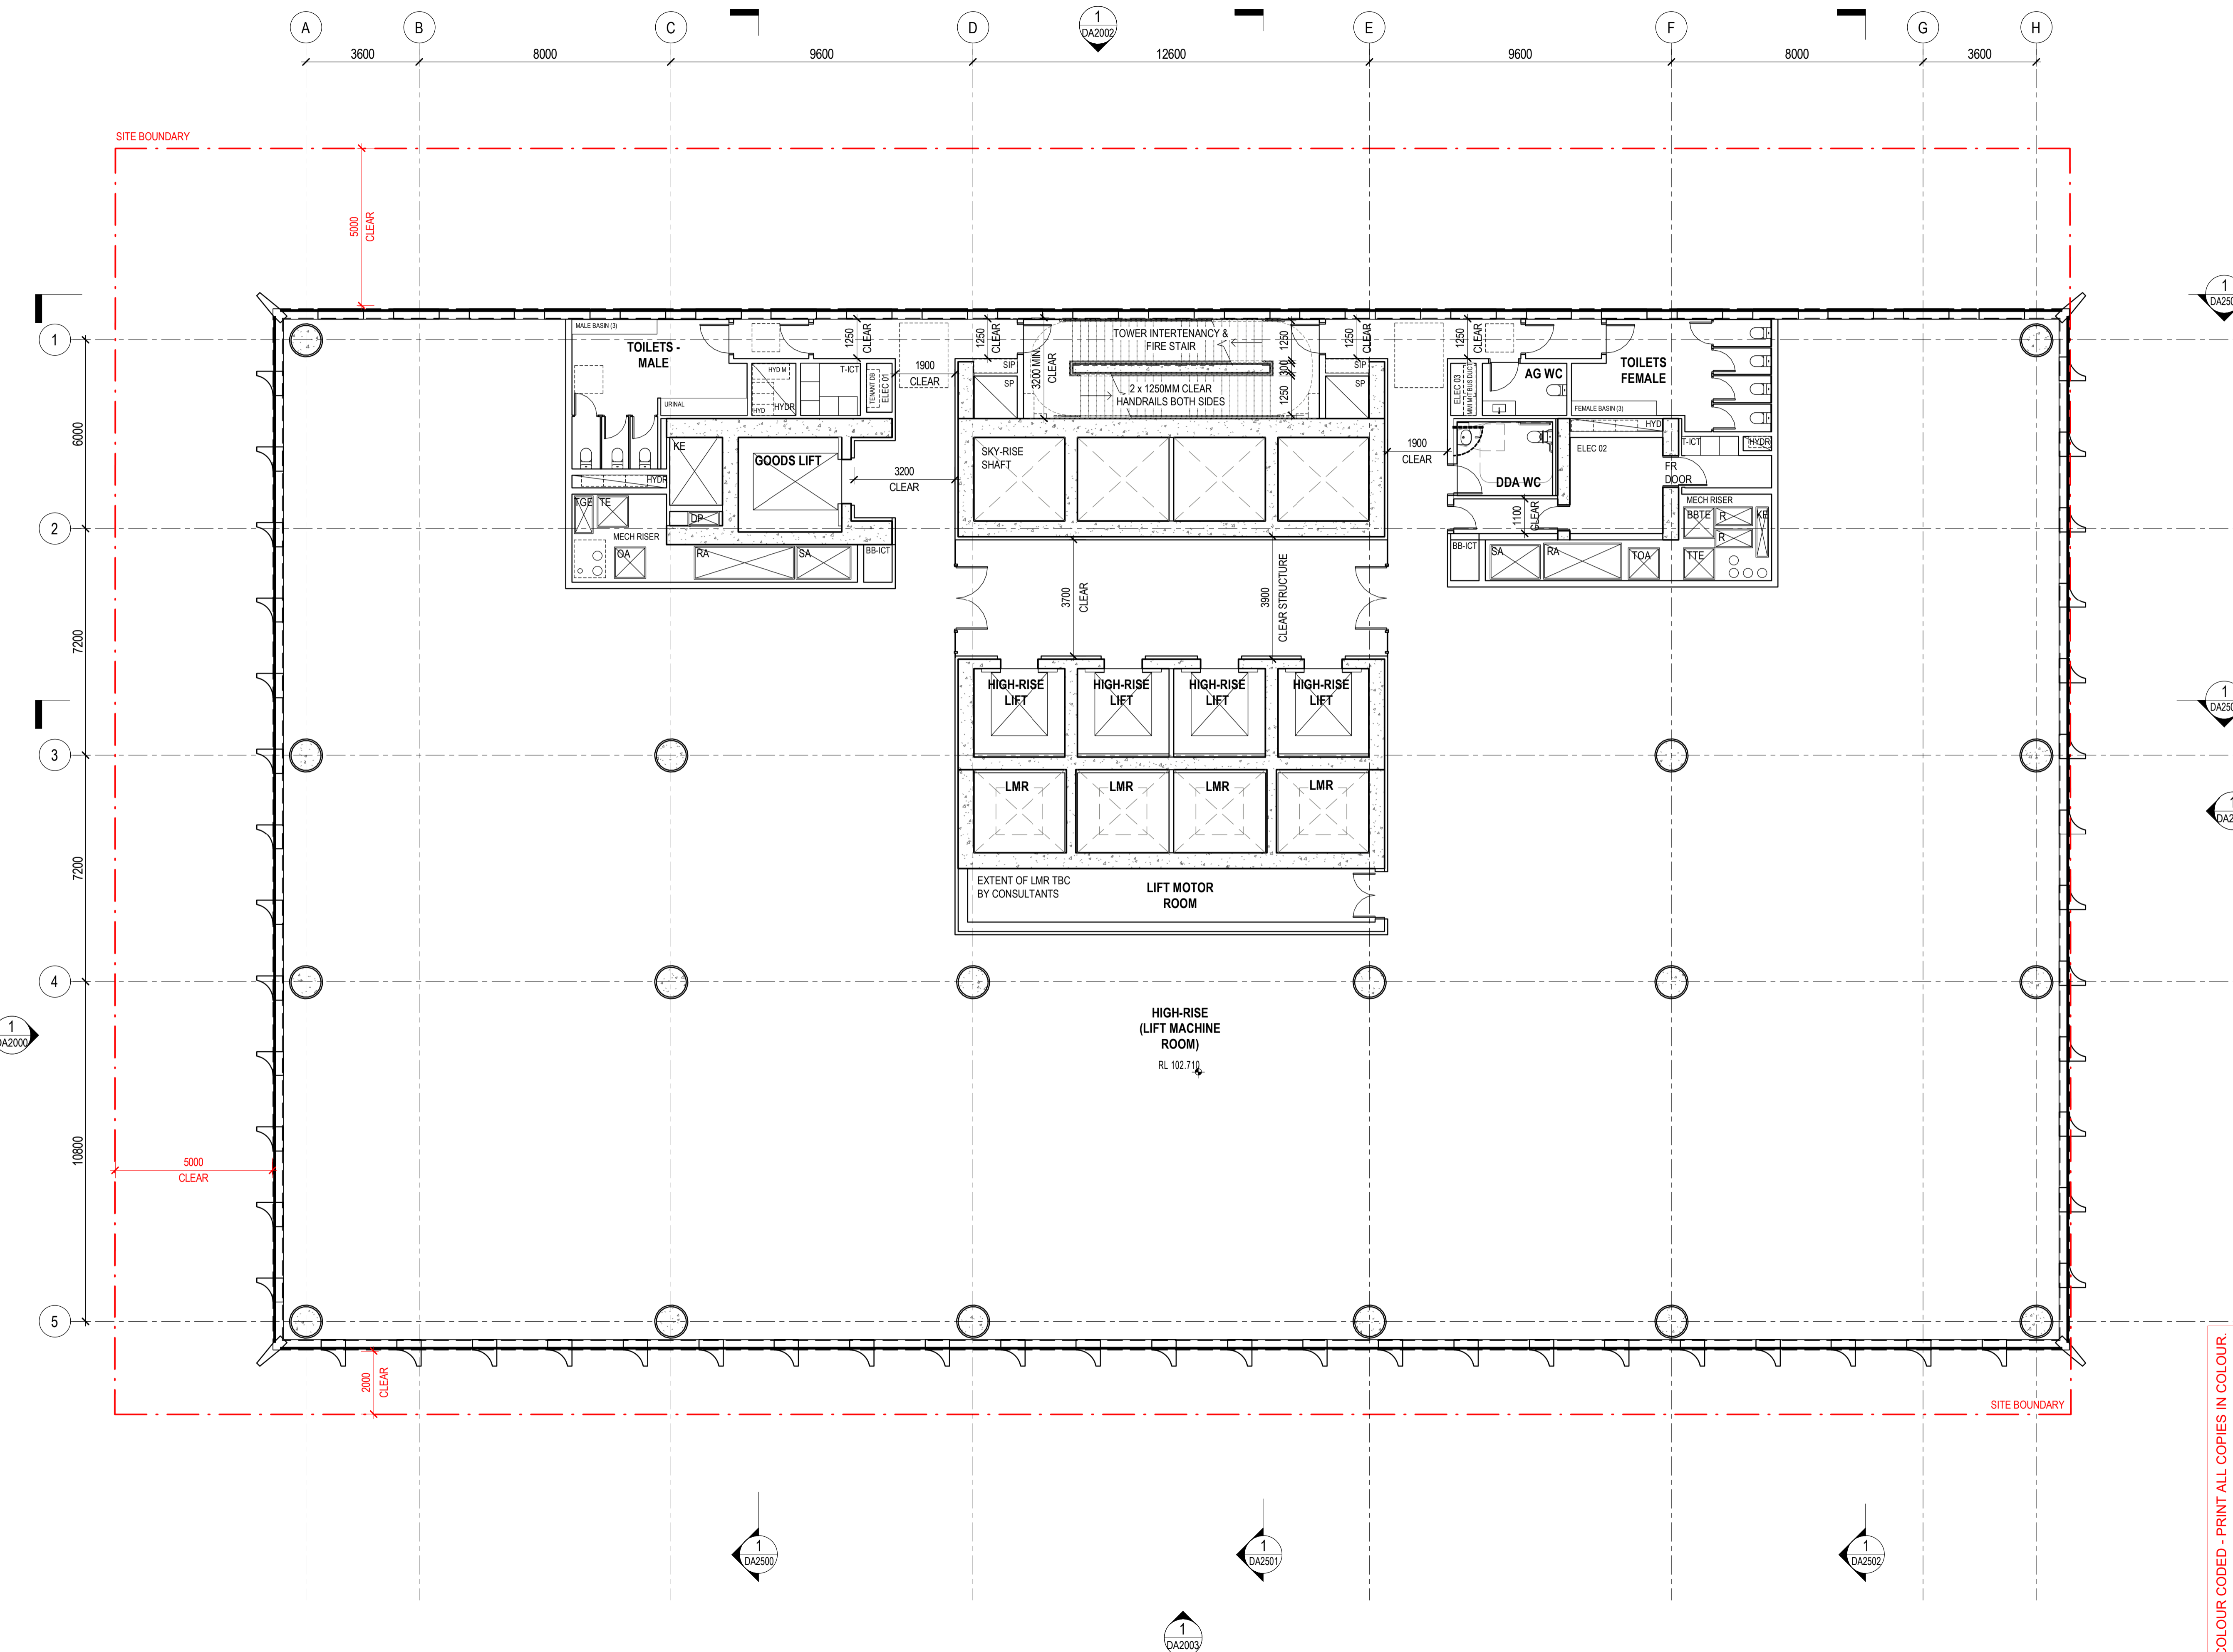 A
B
C
D
E
F
G
H
1
DA2002
3600
8000
9600
12600
9600
8000
3600
SITE BOUNDARY
5000
CLEAR
1
1
2
3
4
5
6000
7200
7200
10800
MALE BASIN (3)
TOILETS -
MALE
URINAL
HYD M
HYD
HYDR
T-ICT
TENANT DB
ELEC 01
1250
CLEAR
1900
CLEAR
1250
CLEAR
SIP
SP
3200 MIN.
CLEAR
TOWER INTERTENANCY &
FIRE STAIR
2 x 1250MM CLEAR
HANDRAILS BOTH SIDES
1250
300
1250
SIP
SP
1250
CLEAR
1250
CLEAR
ELEC 03
AG WC
TOILETS
FEMALE
FEMALE BASIN (3)
HYD
T-ICT
HYDR
ELEC 02
FR
DOOR
KE
GOODS LIFT
HYDR
TGE
TE
DP
MECH RISER
OA
RA
SA
BB-ICT
3200
CLEAR
SKY-RISE
SHAFT
1900
CLEAR
DDA WC
1100
CLEAR
MECH RISER
BBTE
R
R
KE
BB-ICT
SA
RA
TOA
TTE
3700
CLEAR
3900
CLEAR STRUCTURE
HIGH-RISE
LIFT
HIGH-RISE
LIFT
HIGH-RISE
LIFT
HIGH-RISE
LIFT
LMR
LMR
LMR
LMR
EXTENT OF LMR TBC
BY CONSULTANTS
LIFT MOTOR
ROOM
HIGH-RISE
(LIFT MACHINE
ROOM)
RL 102.710
1
1
1
DA2000
5000
CLEAR
2000
CLEAR
SITE BOUNDARY
1
DA2500
1
DA2501
1
DA2502
1
DA2003
COLOUR CODED - PRINT ALL COPIES IN COLOUR.